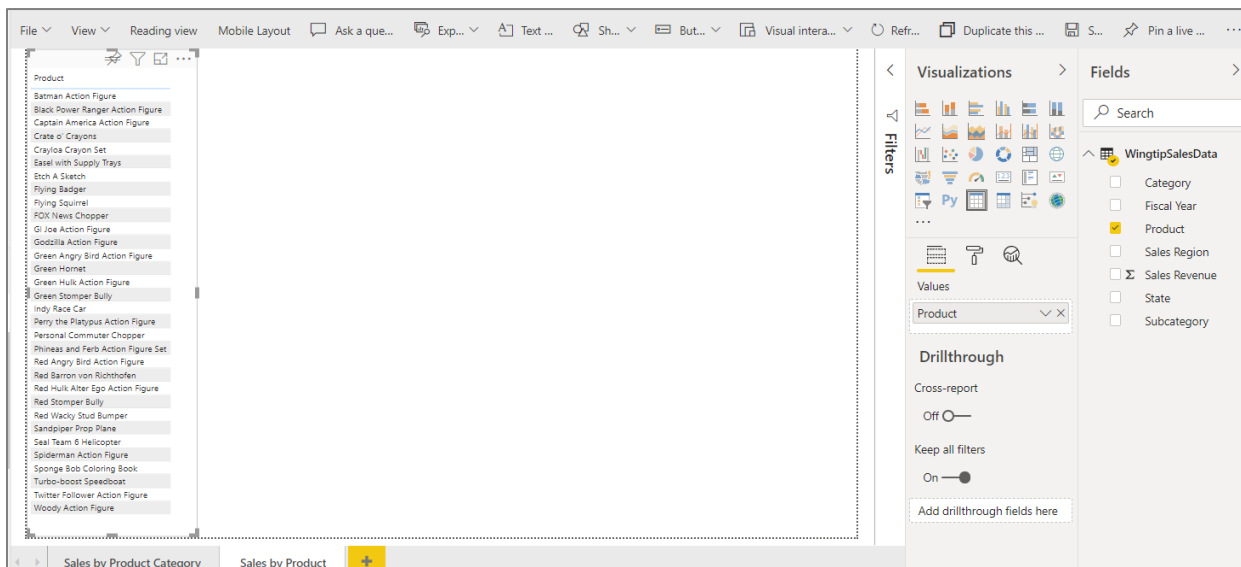 File View Reading view Mobile Layout Ask a que... Exp... Text ... Sh... But... Visual intera... Refr... Duplicate this ... S... Pin a live ... ...
Product
Batman Action Figure
Black Power Ranger Action Figure
Captain America Action Figure
Crate o' Crayons
Crayloa Crayon Set
Easel with Supply Trays
Etch A Sketch
Flying Badger
Flying Squirrel
FOX News Chopper
GI Joe Action Figure
Godzilla Action Figure
Green Angry Bird Action Figure
Green Hornet
Green Hulk Action Figure
Green Stomper Bully
Indy Race Car
Perry the Platypus Action Figure
Personal Commuter Chopper
Phineas and Ferb Action Figure Set
Red Angry Bird Action Figure
Red Barron von Richthofen
Red Hulk Alter Ego Action Figure
Red Stomper Bully
Red Wacky Stud Bumper
Sandpiper Prop Plane
Seal Team 6 Helicopter
Spiderman Action Figure
Sponge Bob Coloring Book
Turbo-boost Speedboat
Twitter Follower Action Figure
Woody Action Figure
Sales by Product Category Sales by Product +
Filters
Visualizations
123
Py
...
Values
Product
Drillthrough
Cross-report
Off
Keep all filters
On
Add drillthrough fields here
Fields
Search
WingtipSalesData
Category
Fiscal Year
Product
Sales Region
Σ Sales Revenue
State
Subcategory